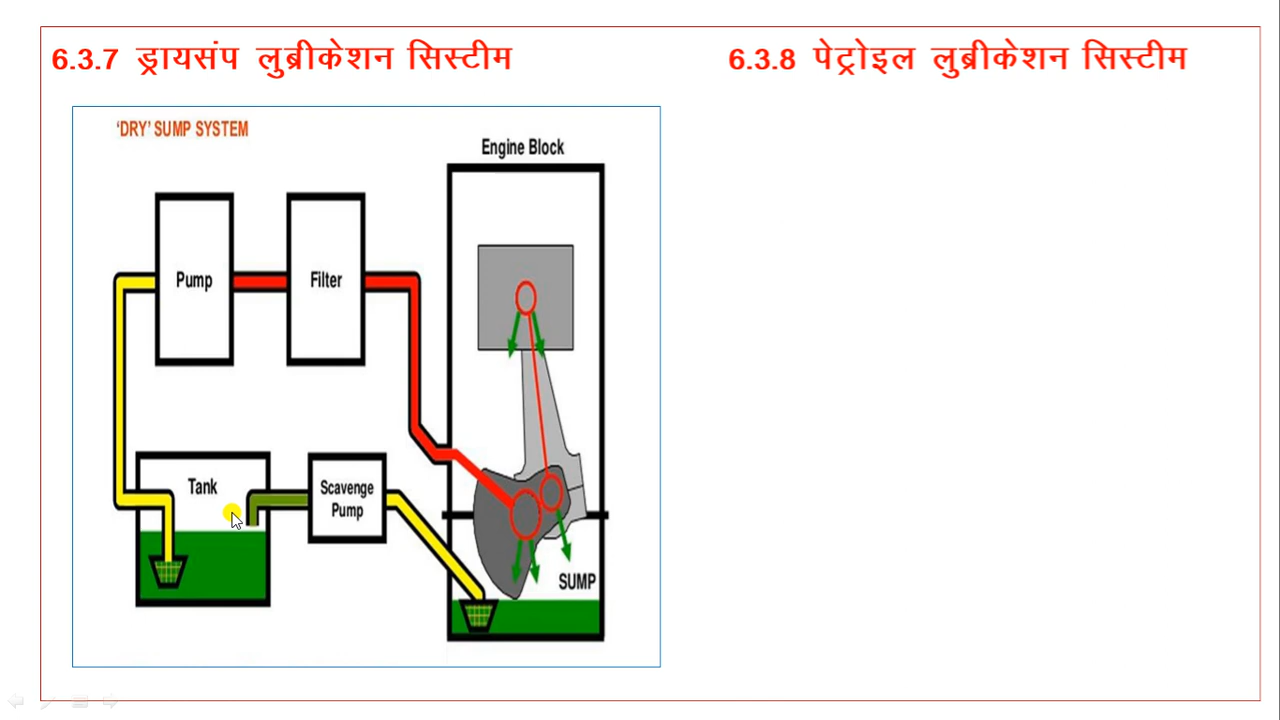 6.3.7 ड्रायसंप लुब्रीकेशन सिस्टीम
6.3.8 पेट्रोइल लुब्रीकेशन सिस्टीम
‘DRY’ SUMP SYSTEM
Engine Block
Pump
Filter
Tank
Scavenge
Pump
SUMP